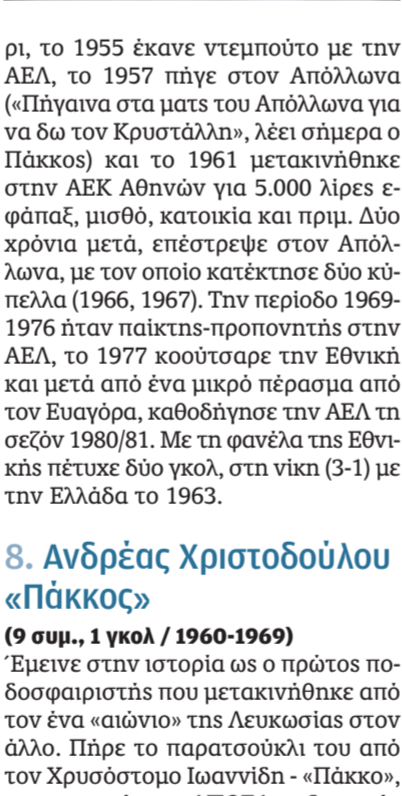 ρι, το 1955 έκανε ντεμπούτο με την
ΑΕΛ, το 1957 πήγε στον Απόλλωνα
(«Πήγαινα στα ματς του Απόλλωνα για
να δω τον Κρυστάλλη», λέει σήμερα ο
Πάκκος) και το 1961 μετακινήθηκε
στην ΑΕΚ Αθηνών για 5.000 λίρες ε-
φάπαξ, μισθό, κατοικία και πριμ. Δύο
χρόνια μετά, επέστρεψε στον Απόλ-
λωνα, με τον οποίο κατέκτησε δύο κύ-
πελλα (1966, 1967). Την περίοδο 1969-
1976 ήταν παίκτης-προπονητής στην
ΑΕΛ, το 1977 κοούτσαρε την Εθνική
και μετά από ένα μικρό πέρασμα από
τον Ευαγόρα, καθοδήγησε την ΑΕΛ τη
σεζόν 1980/81. Με τη φανέλα της Εθνι-
κής πέτυχε δύο γκολ, στη νίκη (3-1) με
την Ελλάδα το 1963.
8. Ανδρέας Χριστοδούλου
«Πάκκος»
(9 συμ., 1 γκολ / 1960-1969)
Έμεινε στην ιστορία ως ο πρώτος πο-
δοσφαιριστής που μετακινήθηκε από
τον ένα «αιώνιο» της Λευκωσίας στον
άλλο. Πήρε το παρατσούκλι του από
τον Χρυσόστομο Ιωαννίδη - «Πάκκο»,